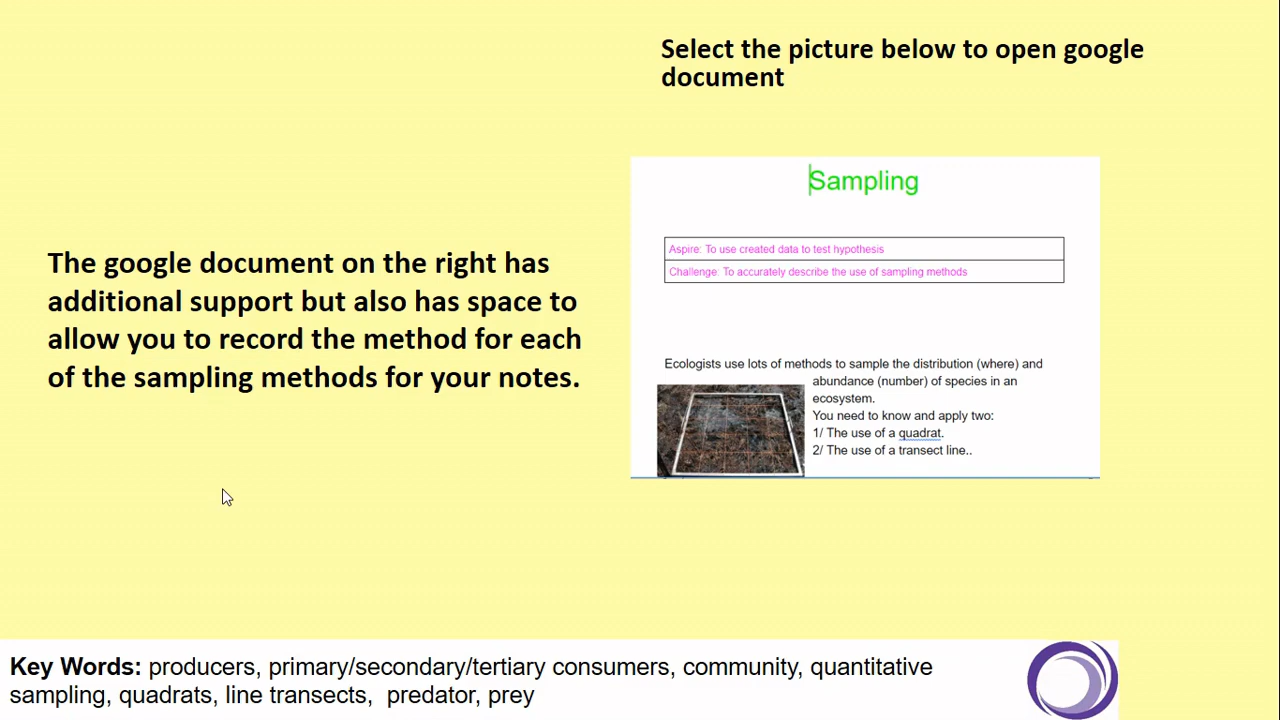 Select the picture below to open google
document
Sampling
Aspire: To use created data to test hypothesis
Challenge: To accurately describe the use of sampling methods
The google document on the right has
additional support but also has space to
allow you to record the method for each
of the sampling methods for your notes.
Ecologists use lots of methods to sample the distribution (where) and
abundance (number) of species in an
ecosystem.
You need to know and apply two:
1/ The use of a quadrat.
2/ The use of a transect line..
Key Words: producers, primary/secondary/tertiary consumers, community, quantitative
sampling, quadrats, line transects, predator, prey